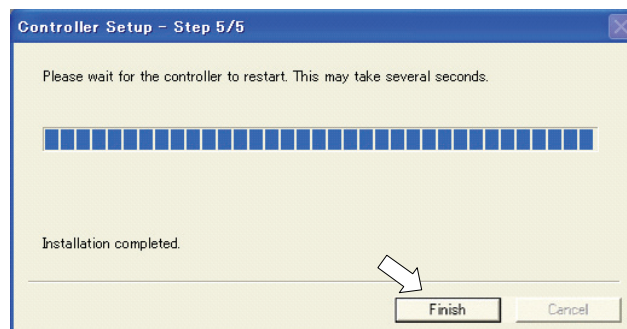 Controller Setup - Step 5/5
Please wait for the controller to restart. This may take several seconds.
Installation completed.
Finish
Cancel